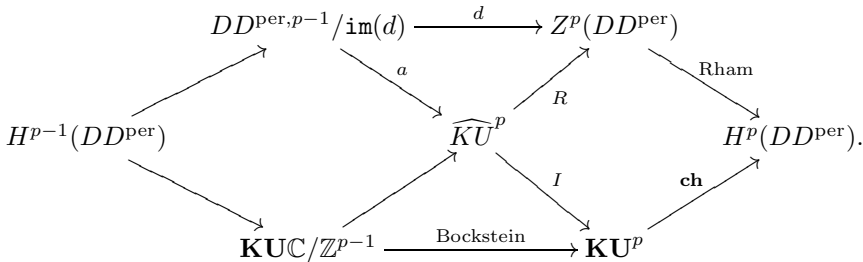 DD^{per,p−1}/im(d) d Z^p(DD^{per})
a R Rham
H^{p−1}(DD^{per}) \widehat{KU}^p H^p(DD^{per}).
I ch
KUℂ/ℤ^{p−1} Bockstein KU^p